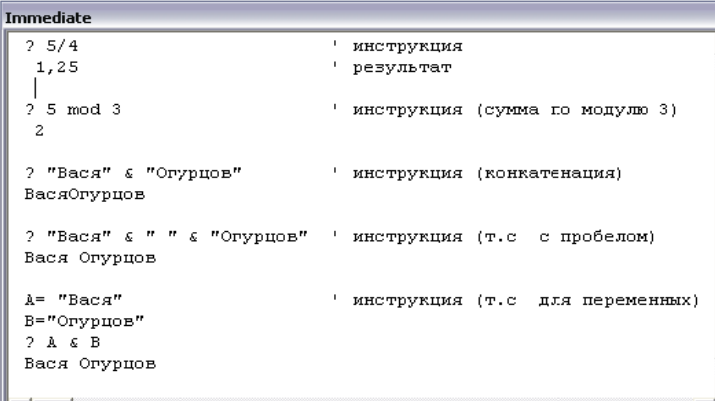 Immediate
? 5/4 ' инструкция
1,25 ' результат
? 5 mod 3 ' инструкция (сумма по модулю 3)
2
? "Вася" & "Огурцов" ' инструкция (конкатенация)
ВасяОгурцов
? "Вася" & " " & "Огурцов" ' инструкция (т.с с пробелом)
Вася Огурцов
A= "Вася" ' инструкция (т.с для переменных)
B="Огурцов"
? A & B
Вася Огурцов